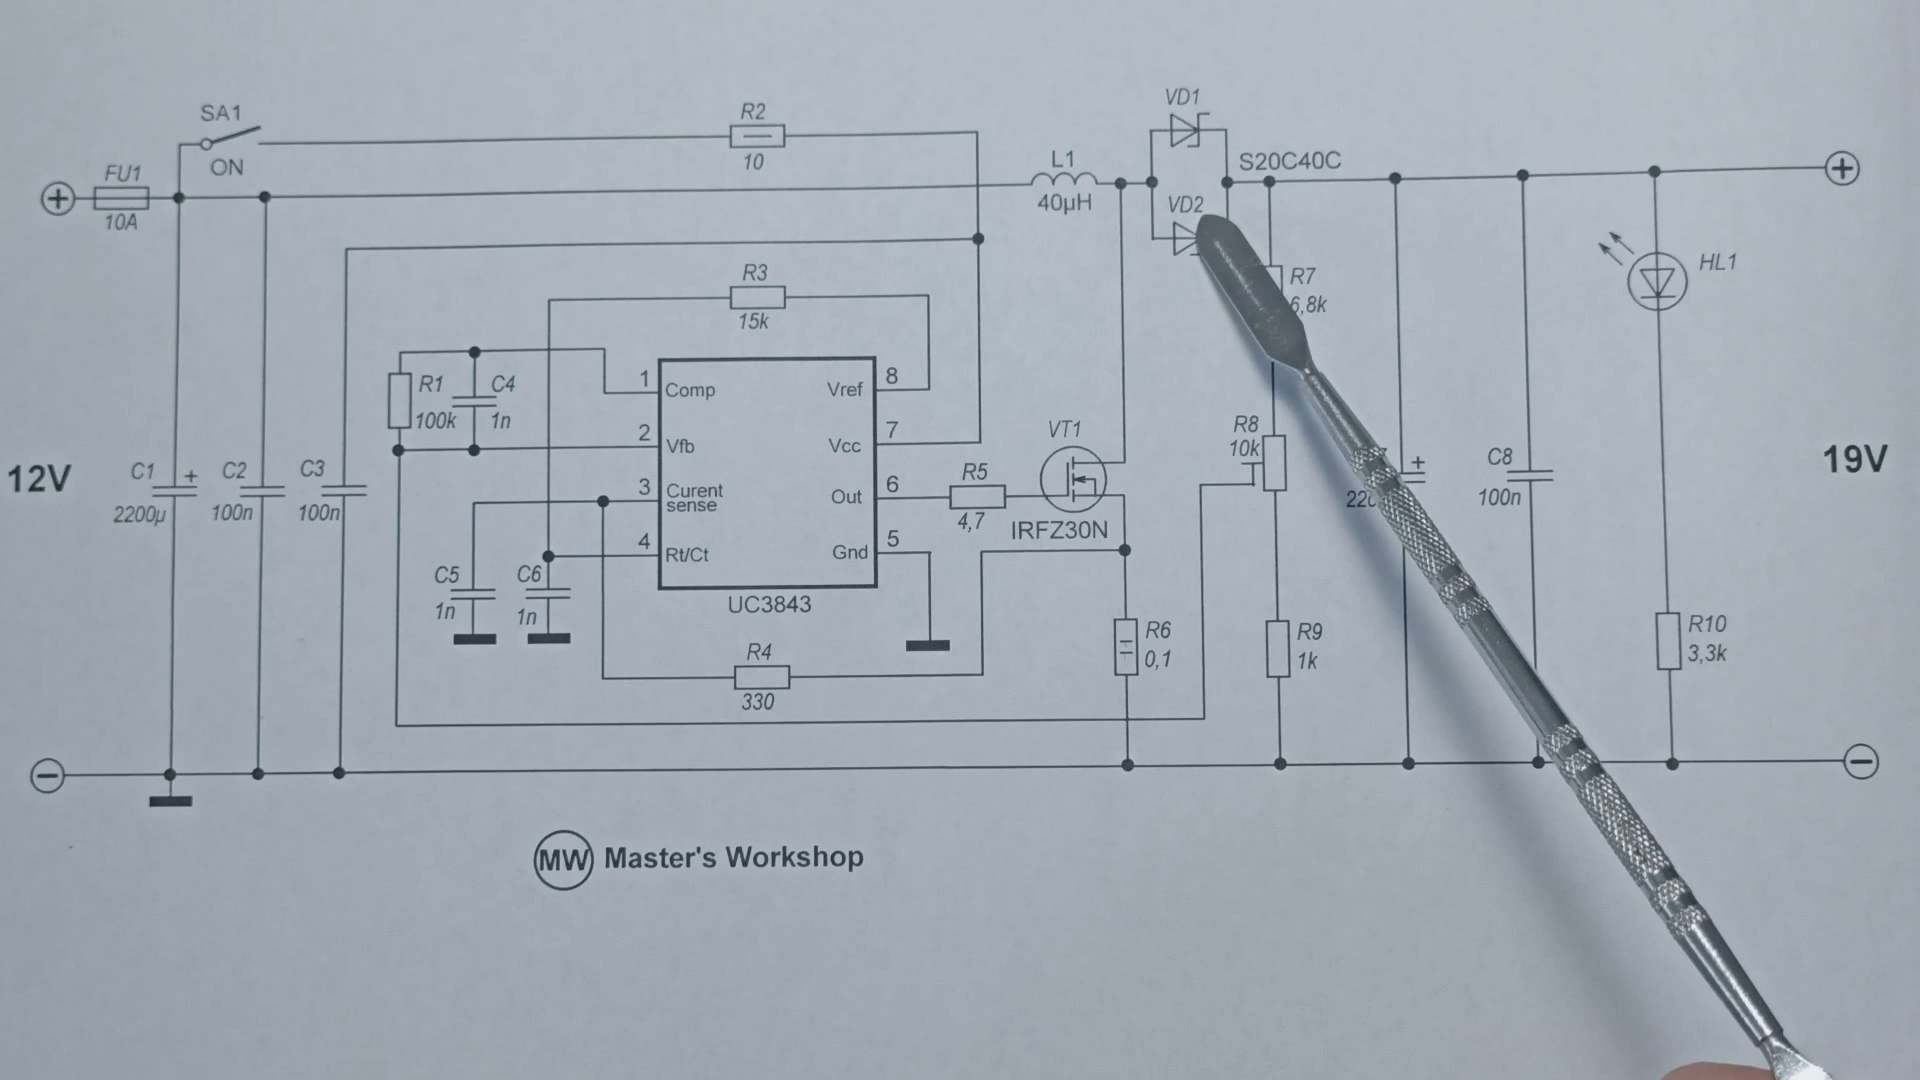 SA1
ON
FU1
10A
R2
10
L1
40µH
VD1
S20C40C
VD2
R7
6,8k
HL1
R3
15k
R1
100k
C4
1n
1
Comp
2
Vfb
3
Curent
sense
4
Rt/Ct
8
Vref
7
Vcc
6
Out
5
Gnd
UC3843
R5
4,7
VT1
IRFZ30N
R8
10k
12V
C1
+
2200µ
C2
100n
C3
100n
C5
1n
C6
1n
R4
330
R6
0,1
R9
1k
+
C8
100n
R10
3,3k
19V
MW Master's Workshop